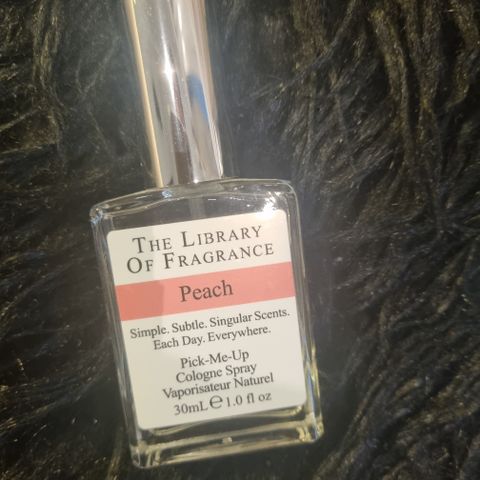 THE LIBRARY
OF FRAGRANCE
Peach
Simple. Subtle. Singular Scents.
Each Day. Everywhere.
Pick-Me-Up
Cologne Spray
Vaporisateur Naturel
30mL ℮ 1.0 fl oz